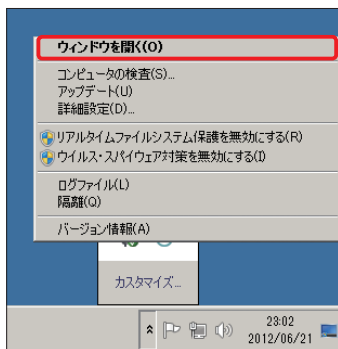 ウィンドウを開く(O)
コンピュータの検査(S)...
アップデート(U)
詳細設定(D)...
リアルタイムファイルシステム保護を無効にする(R)
ウイルス・スパイウェア対策を無効にする(I)
ログファイル(L)
隔離(Q)
バージョン情報(A)
カスタマイズ...
23:02
2012/06/21